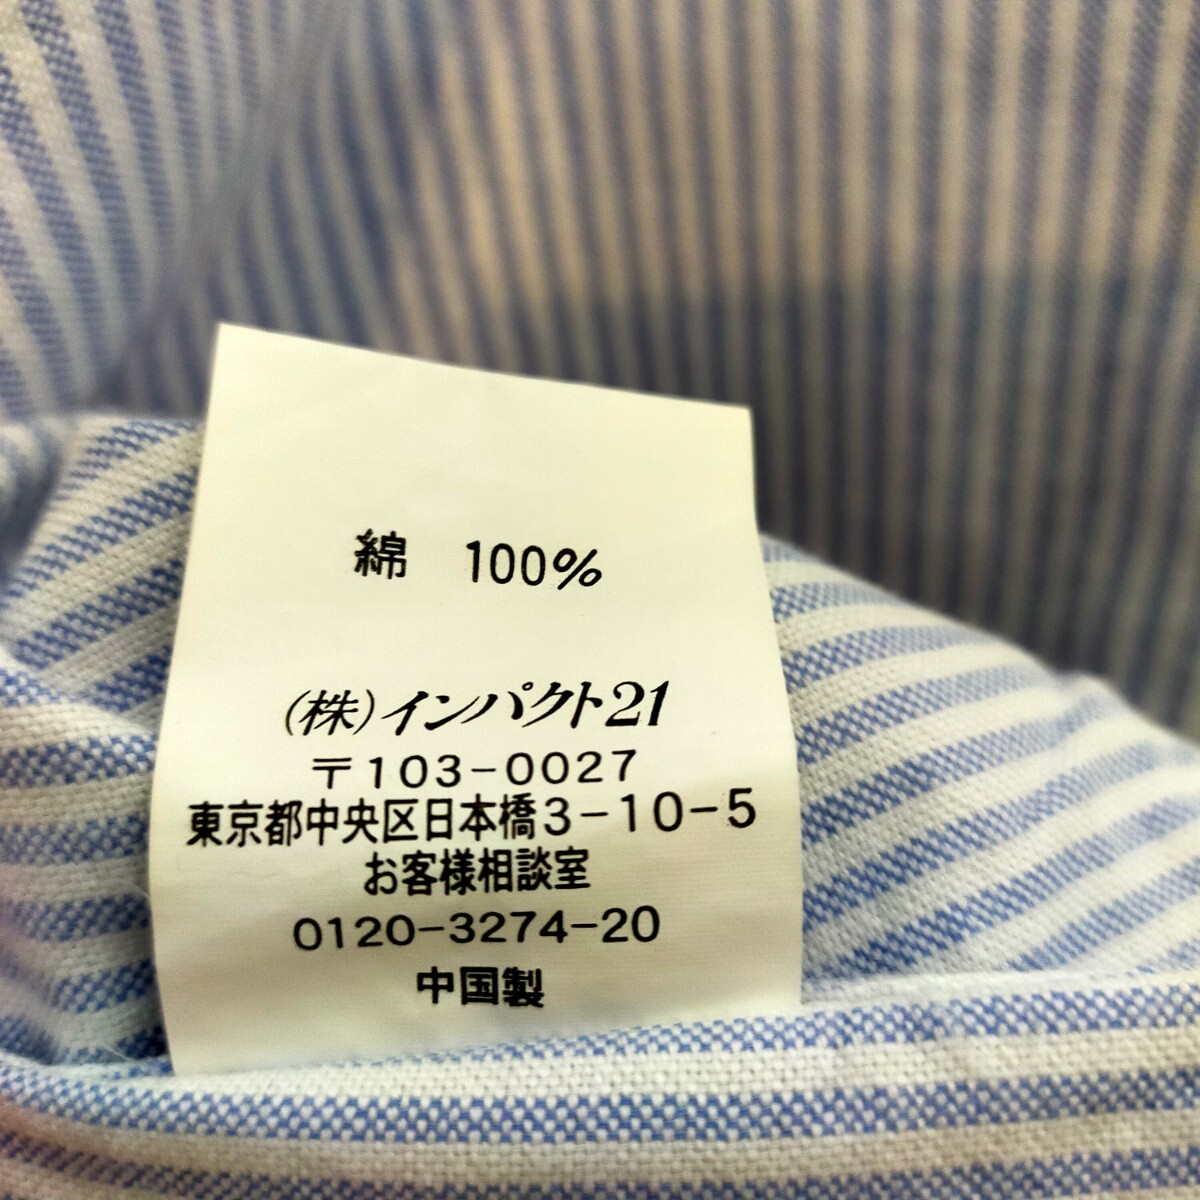 綿 100%
(株)インパクト21
〒103-0027
東京都中央区日本橋3-10-5
お客様相談室
0120-3274-20
中国製